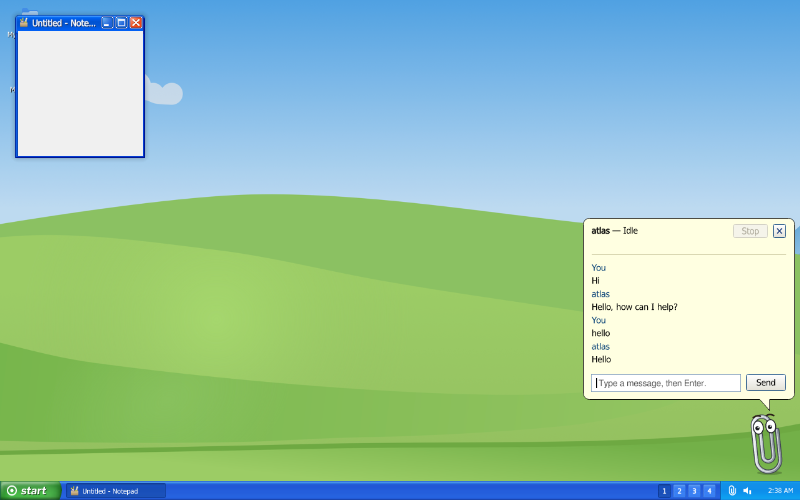 Untitled - Note...
atlas — Idle
Stop
You
Hi
atlas
Hello, how can I help?
You
hello
atlas
Hello
Type a message, then Enter.
Send
start
Untitled - Notepad
1 2 3 4
2:38 AM